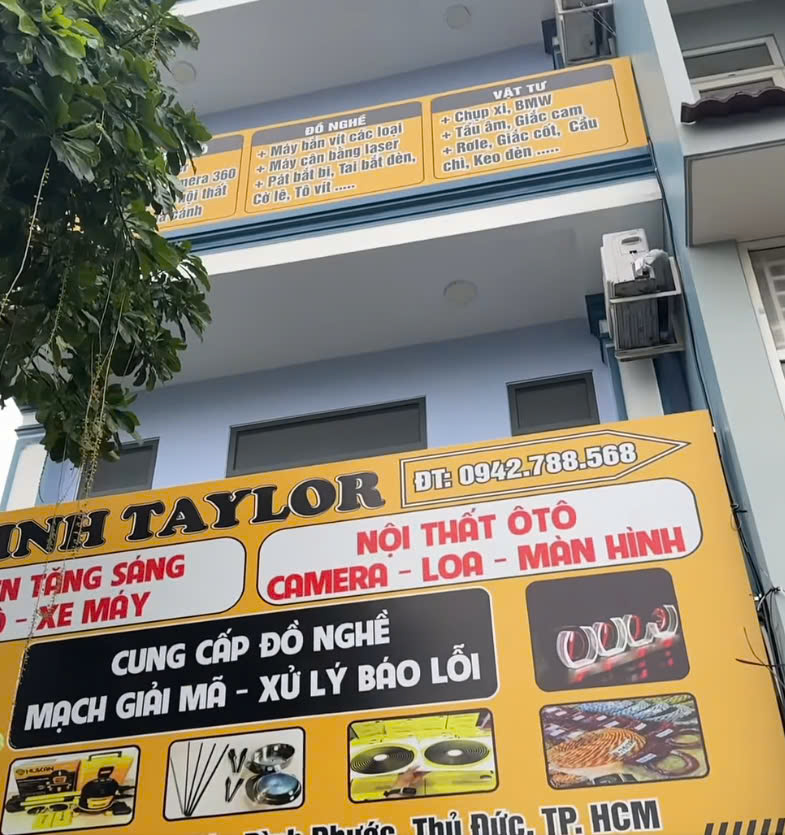 ĐỒ NGHỀ
+ Máy bắn vít các loại
+ Máy cân bằng laser
+ Pát bắt bi, Tai bắt đèn,
Cờ lê, Tô vít .....
VẬT TƯ
+ Chụp xi, BMW
+ Tẩu âm, Giắc cam
+ Rơle, Giắc cốt, Cầu
chì, Keo đèn .....
360
thất
TAYLOR
ĐT: 0942.788.568
TĂNG SÁNG
- XE MÁY
NỘI THẤT ÔTÔ
CAMERA - LOA - MÀN HÌNH
CUNG CẤP ĐỒ NGHỀ
MẠCH GIẢI MÃ - XỬ LÝ BÁO LỖI
Bình Phước, Thủ Đức, TP. HCM